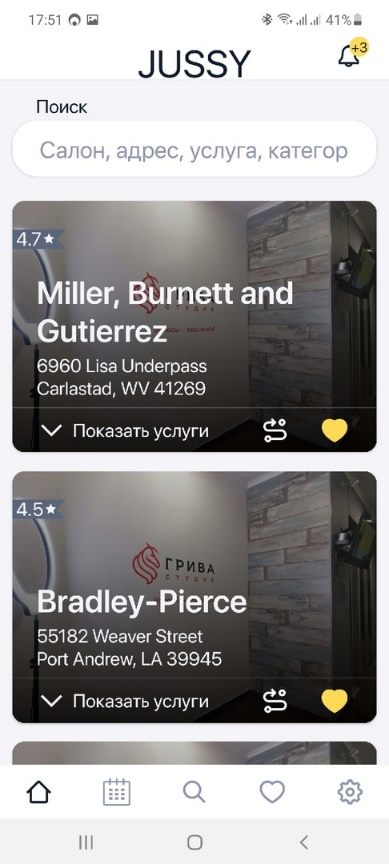 17:51
41%
JUSSY
+3
Поиск
Салон, адрес, услуга, категор
4.7
Miller, Burnett and
Gutierrez
6960 Lisa Underpass
Carlastad, WV 41269
Показать услуги
4.5
ГРИВА
СТУДИЯ
Bradley-Pierce
55182 Weaver Street
Port Andrew, LA 39945
Показать услуги